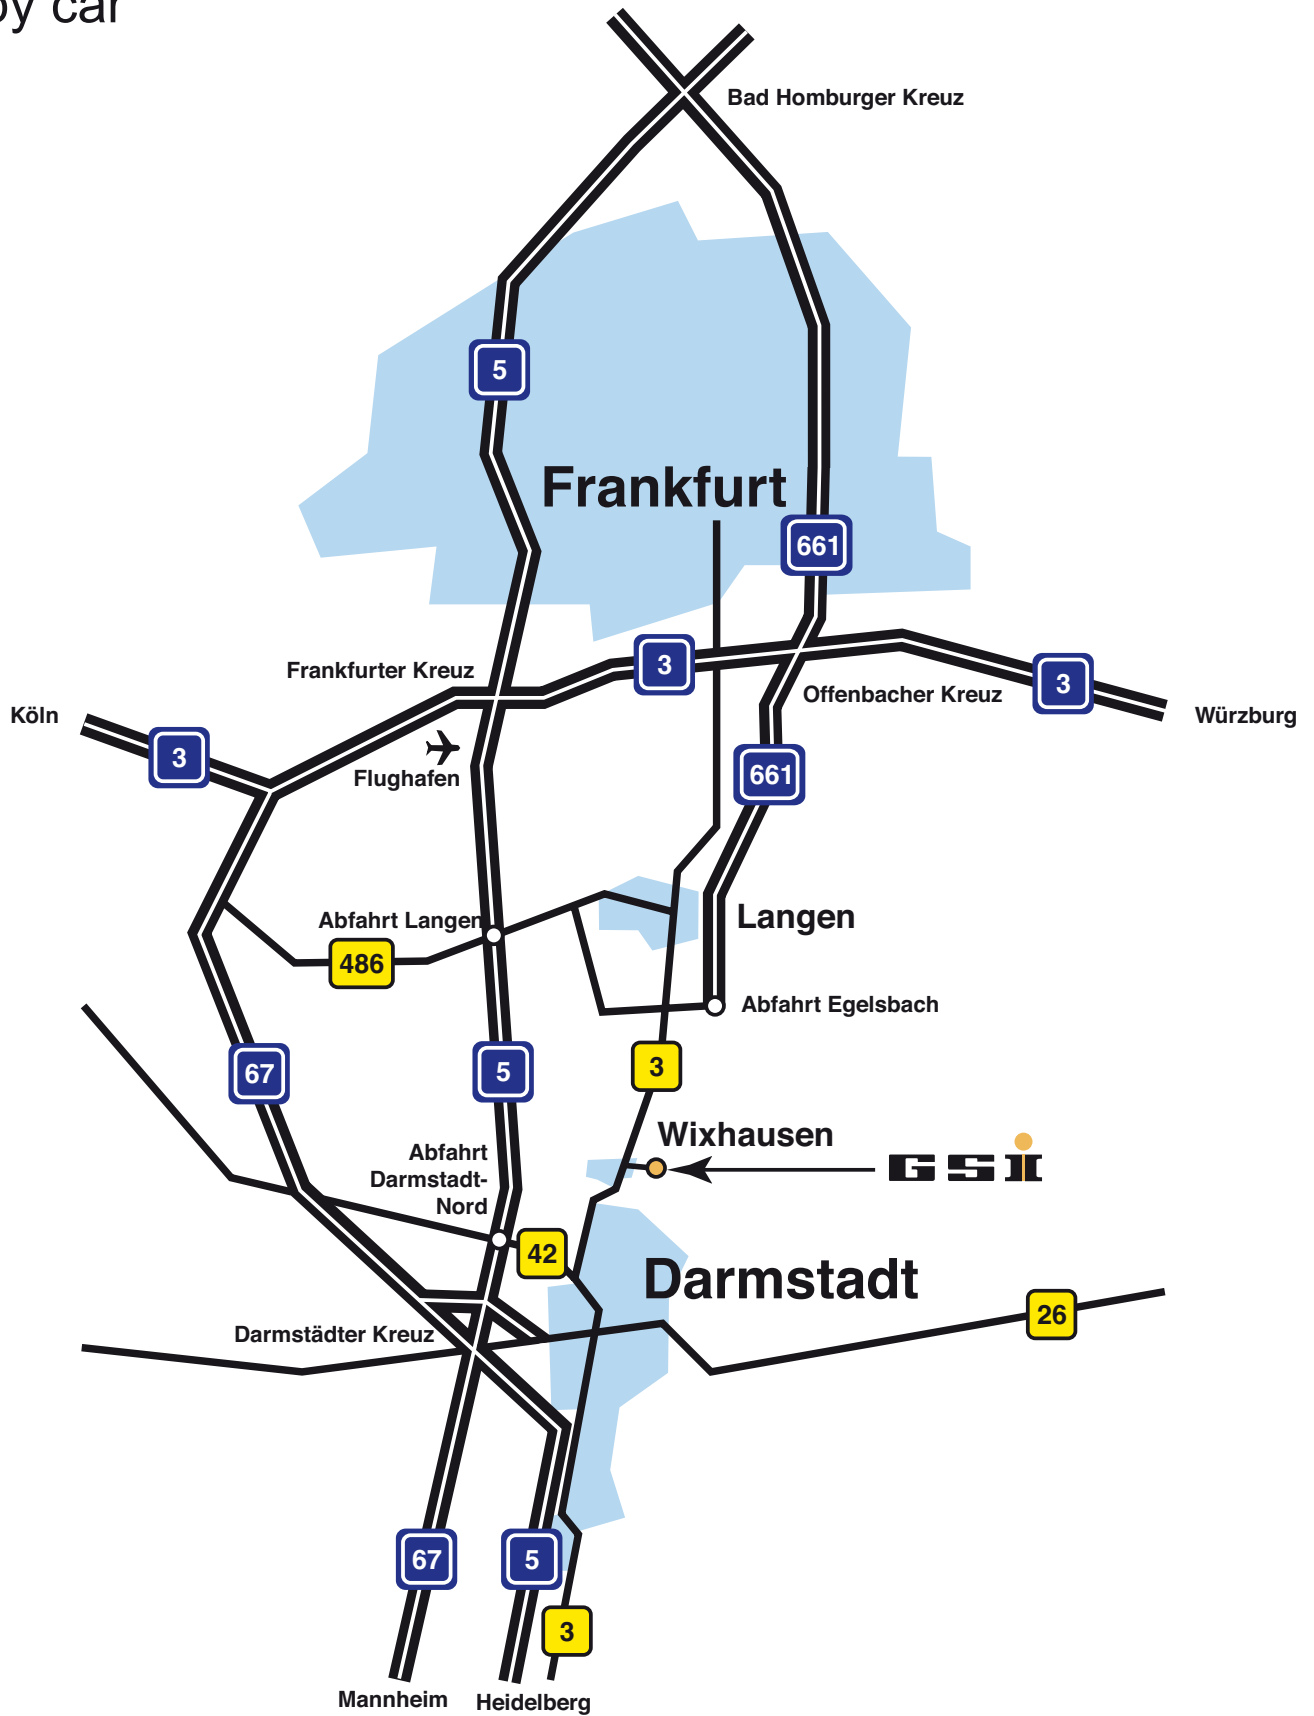 by car
Bad Homburger Kreuz
5
Frankfurt
661
Frankfurter Kreuz
3
3
Offenbacher Kreuz
Köln
Würzburg
3
Flughafen
661
Abfahrt Langen
Langen
486
Abfahrt Egelsbach
3
67
5
Wixhausen
GSI
Abfahrt
Darmstadt-
Nord
42
Darmstadt
26
Darmstädter Kreuz
67
5
3
Mannheim
Heidelberg